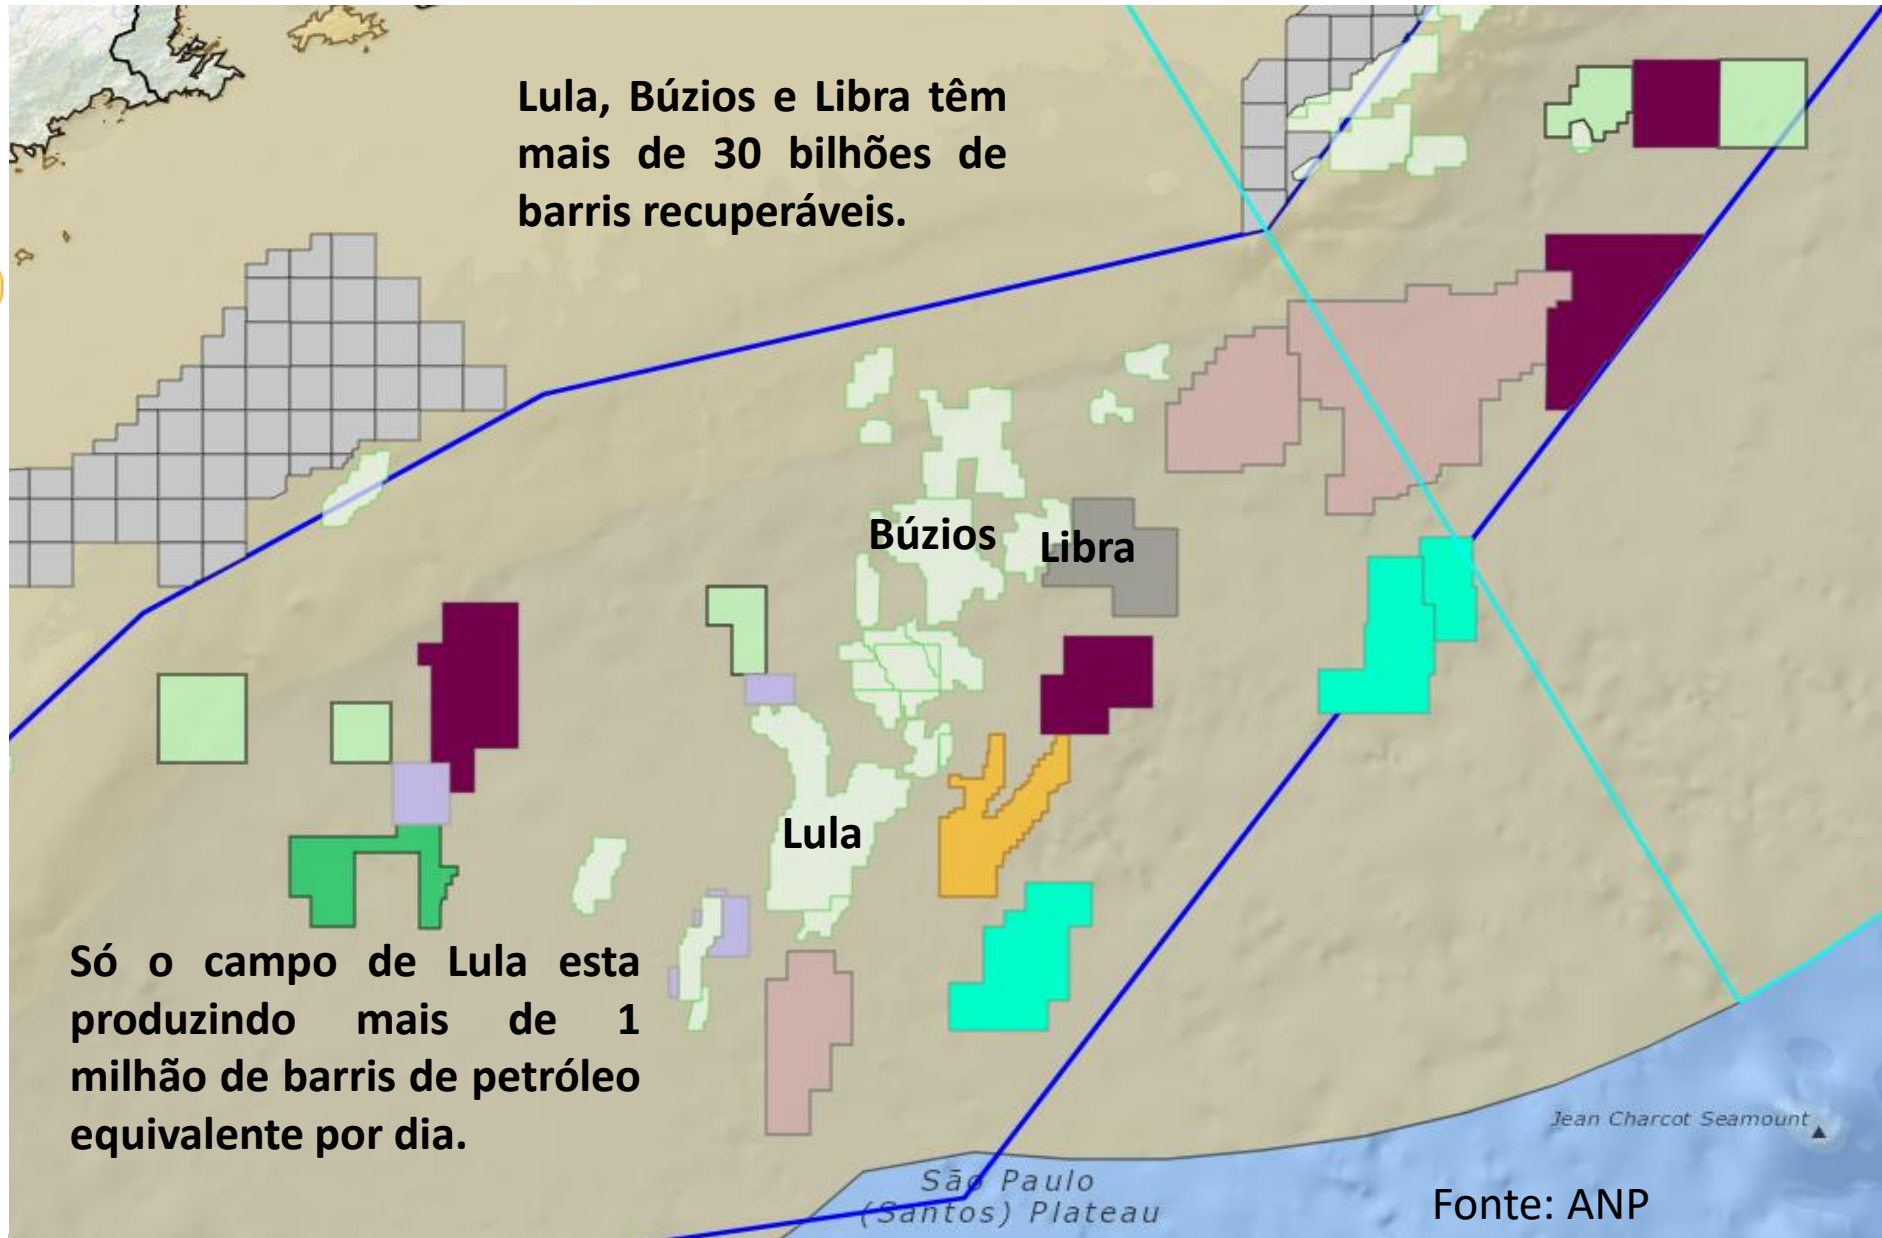 Lula, Búzios e Libra têm
mais de 30 bilhões de
barris recuperáveis.
Búzios
Libra
Lula
Só o campo de Lula esta
produzindo mais de 1
milhão de barris de petróleo
equivalente por dia.
Jean Charcot Seamount
São Paulo
(Santos) Plateau
Fonte: ANP